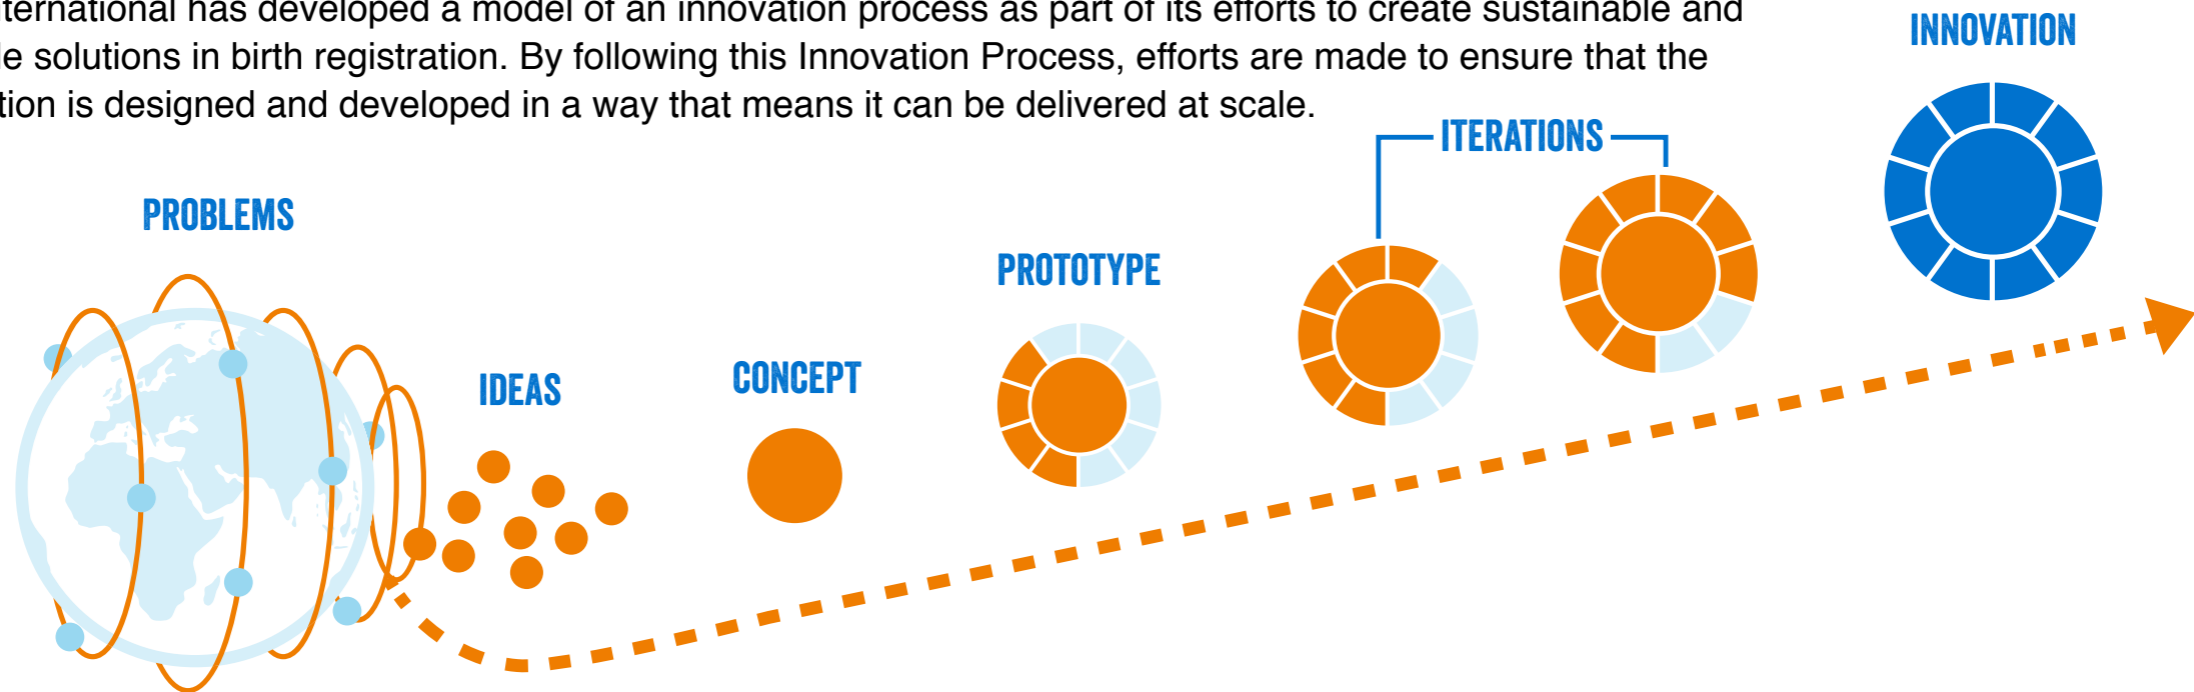 nternational has developed a model of an innovation process as part of its efforts to create sustainable and
le solutions in birth registration. By following this Innovation Process, efforts are made to ensure that the
tion is designed and developed in a way that means it can be delivered at scale.
INNOVATION
ITERATIONS
PROBLEMS
PROTOTYPE
CONCEPT
IDEAS